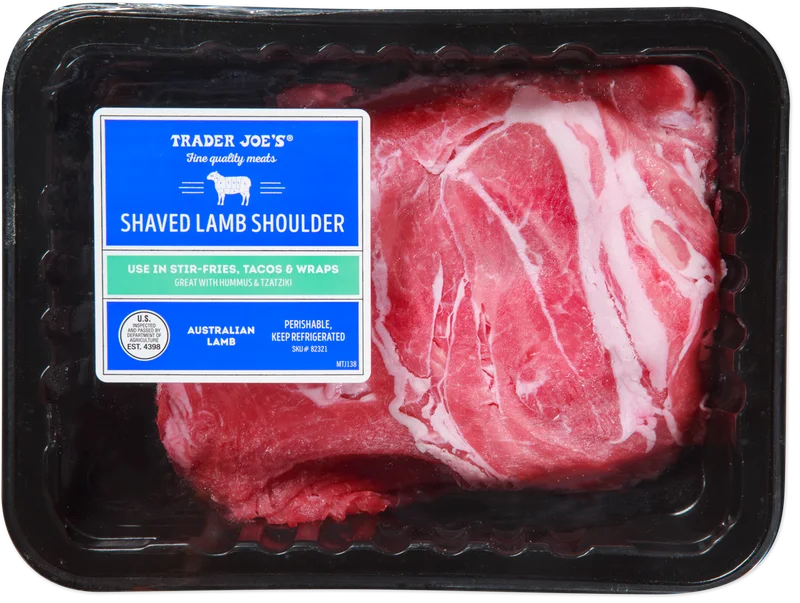 TRADER JOE'S®
Fine quality meats
SHAVED LAMB SHOULDER
USE IN STIR-FRIES, TACOS & WRAPS
GREAT WITH HUMMUS & TZATZIKI
U.S.
INSPECTED
AND PASSED BY
DEPARTMENT OF
AGRICULTURE
EST. 4398
AUSTRALIAN
LAMB
PERISHABLE,
KEEP REFRIGERATED
SKU# 82321
MTJ138